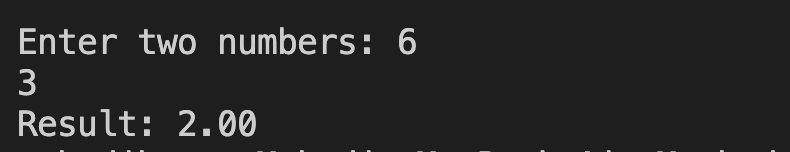 Enter two numbers: 6
3
Result: 2.00